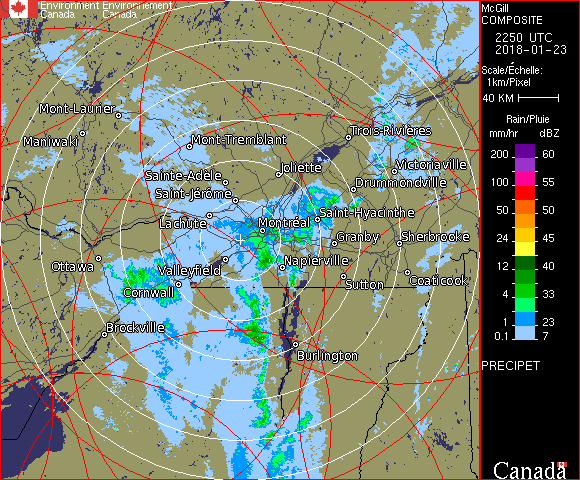 Environment Environnement
Canada Canada
McGill
COMPOSITE
2250 UTC
2018-01-23
Scale/Échelle:
1km/Pixel
40 KM
Rain/Pluie
mm/hr dBZ
200 60
100 55
50 50
24 45
12 40
4 33
1 23
0.1 7
PRECIPET
Canada
Mont-Laurier
Maniwaki
Mont-Tremblant
Trois-Rivières
Joliette
Victoriaville
Sainte-Adèle
Drummondville
Saint-Jérôme
Saint-Hyacinthe
Lachute
Montréal
Granby
Sherbrooke
Ottawa
Valleyfield
Napierville
Sutton
Coaticook
Cornwall
Brockville
Burlington